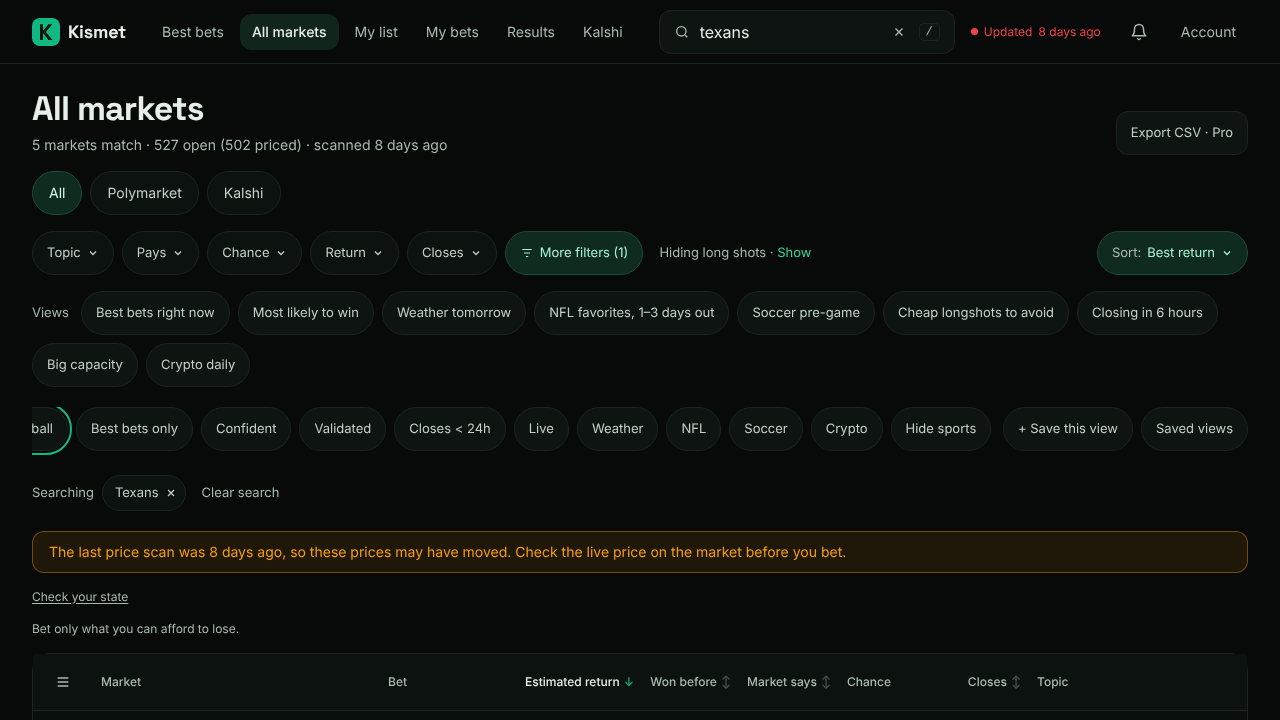 K Kismet Best bets All markets My list My bets Results Kalshi texans / Updated 8 days ago Account
All markets
5 markets match · 527 open (502 priced) · scanned 8 days ago
Export CSV · Pro
All Polymarket Kalshi
Topic Pays Chance Return Closes More filters (1) Hiding long shots · Show Sort: Best return
Views Best bets right now Most likely to win Weather tomorrow NFL favorites, 1–3 days out Soccer pre-game Cheap longshots to avoid Closing in 6 hours
Big capacity Crypto daily
ball Best bets only Confident Validated Closes < 24h Live Weather NFL Soccer Crypto Hide sports + Save this view Saved views
Searching Texans × Clear search
The last price scan was 8 days ago, so these prices may have moved. Check the live price on the market before you bet.
Check your state
Bet only what you can afford to lose.
Market Bet Estimated return ↓ Won before Market says Chance Closes Topic